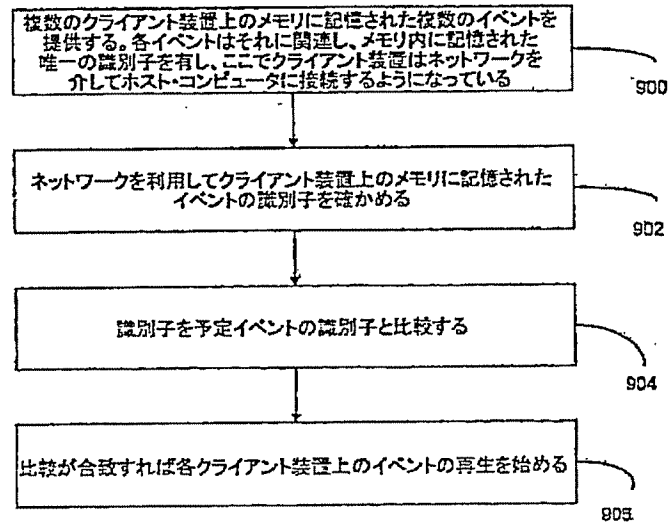 複数のクライアント装置上のメモリに記憶された複数のイベントを
提供する。各イベントはそれに関連し、メモリ内に記憶された
唯一の識別子を有し、ここでクライアント装置はネットワークを
介してホスト・コンピュータに接続するようになっている
900
ネットワークを利用してクライアント装置上のメモリに記憶された
イベントの識別子を確かめる
902
識別子を予定イベントの識別子と比較する
904
比較が合致すれば各クライアント装置上のイベントの再生を始める
905